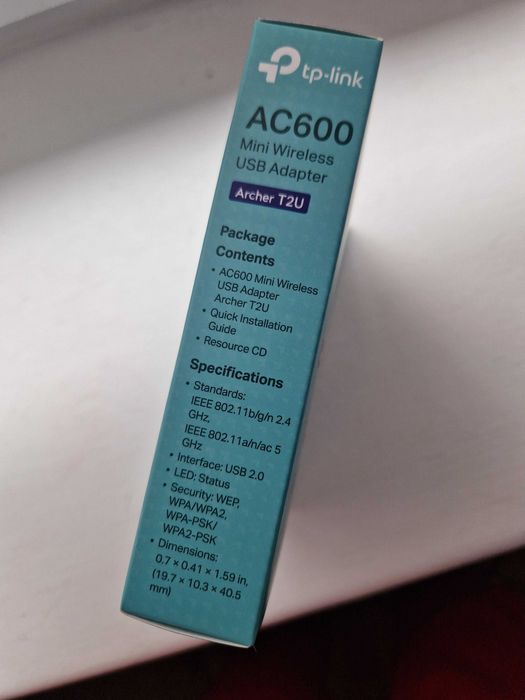 tp-link
AC600
Mini Wireless
USB Adapter
Archer T2U
Package
Contents
• AC600 Mini Wireless
USB Adapter
Archer T2U
• Quick Installation
Guide
• Resource CD
Specifications
• Standards:
IEEE 802.11b/g/n 2.4
GHz,
IEEE 802.11a/n/ac 5
GHz
• Interface: USB 2.0
• LED: Status
• Security: WEP,
WPA/WPA2,
WPA-PSK/
WPA2-PSK
• Dimensions:
0.7 × 0.41 × 1.59 in,
(19.7 × 10.3 × 40.5
mm)